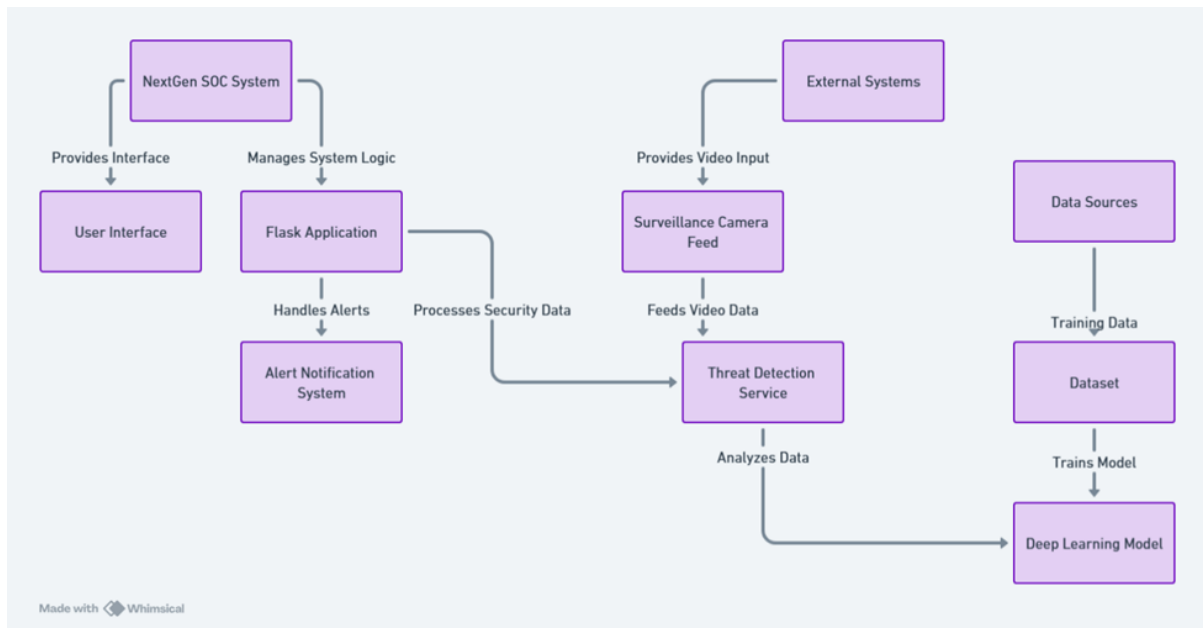 NextGen SOC System
External Systems
Provides Interface
Manages System Logic
Provides Video Input
User Interface
Flask Application
Surveillance Camera
Feed
Data Sources
Handles Alerts
Processes Security Data
Feeds Video Data
Training Data
Alert Notification
System
Threat Detection
Service
Dataset
Analyzes Data
Trains Model
Deep Learning Model
Made with Whimsical